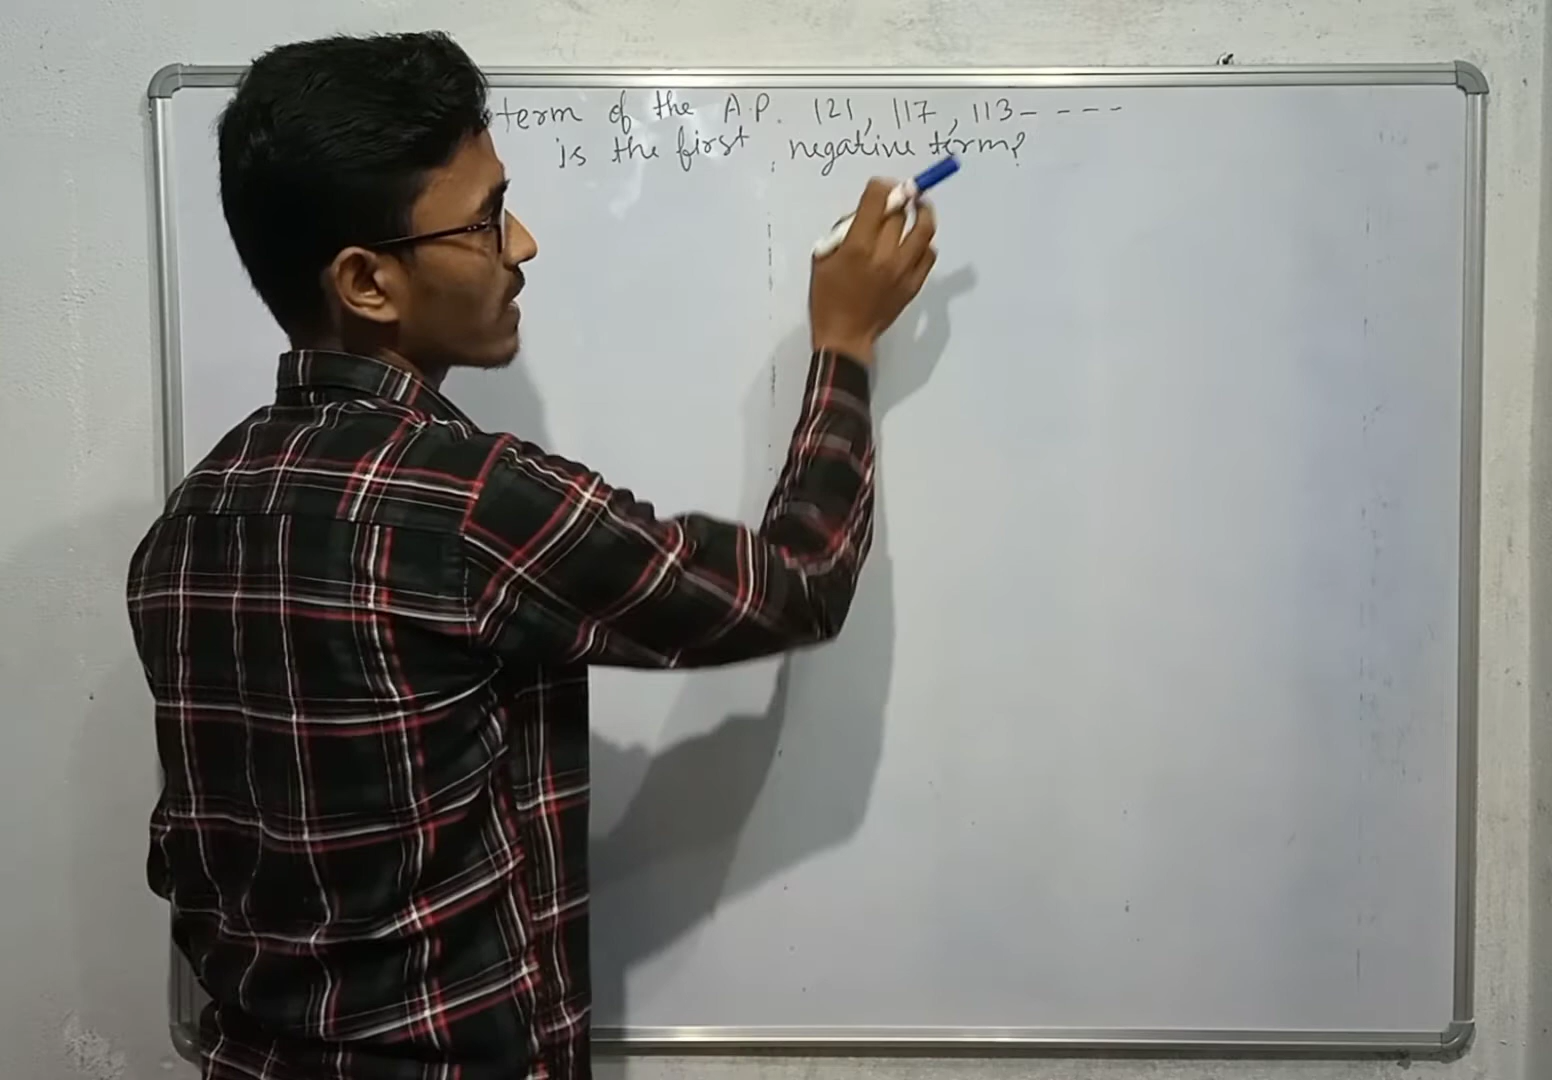 term of the A.P. 121, 117, 113- - - -
is the first negative term?